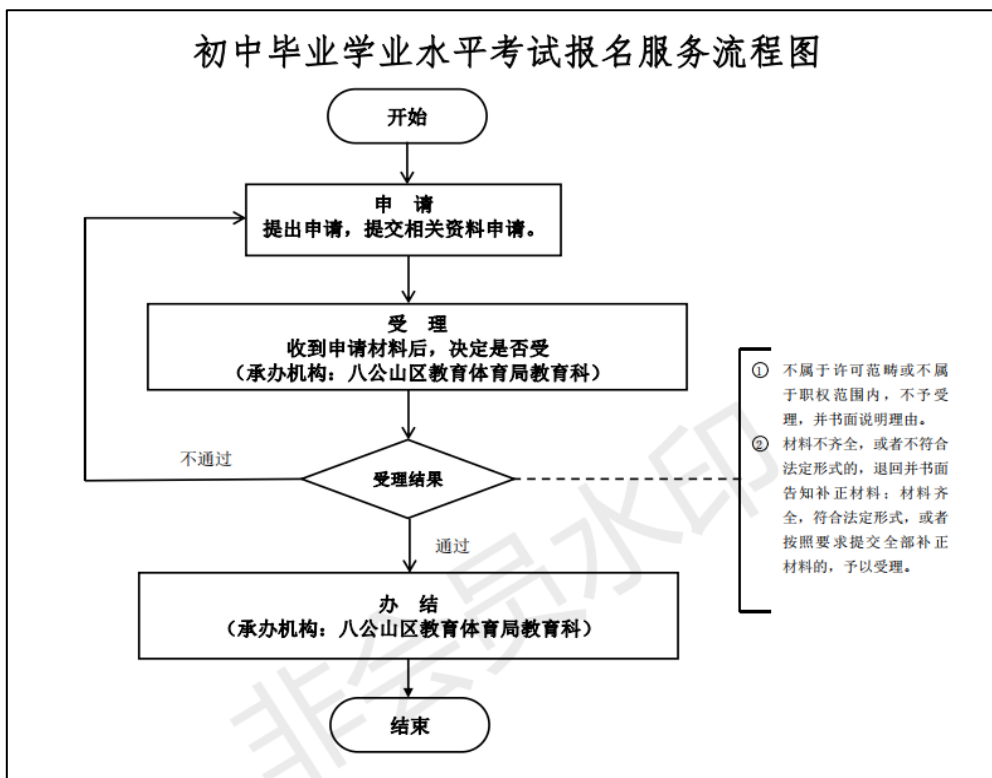 初中毕业学业水平考试报名服务流程图
开始
申 请
提出申请，提交相关资料申请。
受 理
收到申请材料后，决定是否受
（承办机构：八公山区教育体育局教育科）
不通过
受理结果
① 不属于许可范畴或不属
于职权范围内，不予受
理，并书面说明理由。
② 材料不齐全，或者不符合
法定形式的，退回并书面
告知补正材料；材料齐
全，符合法定形式，或者
按照要求提交全部补正
材料的，予以受理。
通过
办 结
（承办机构：八公山区教育体育局教育科）
结束
非会员水印